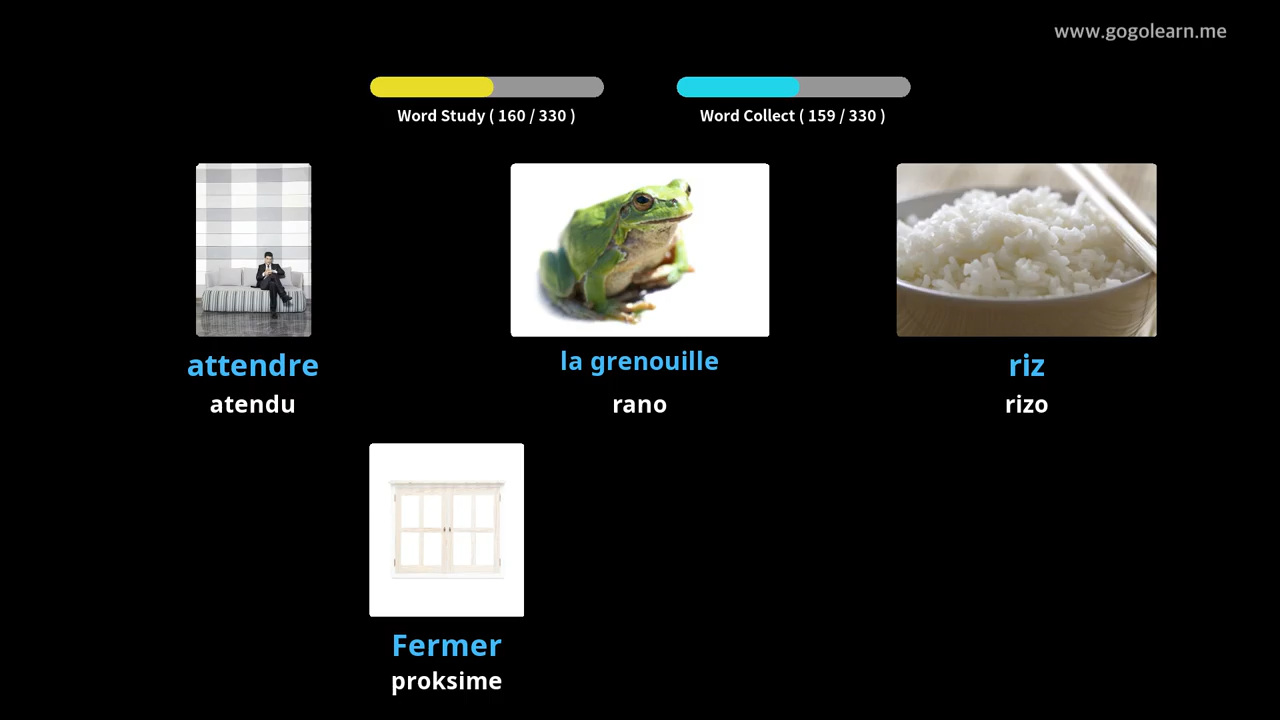 www.gogolearn.me
Word Study ( 160 / 330 )
Word Collect ( 159 / 330 )
attendre
atendu
la grenouille
rano
riz
rizo
Fermer
proksime